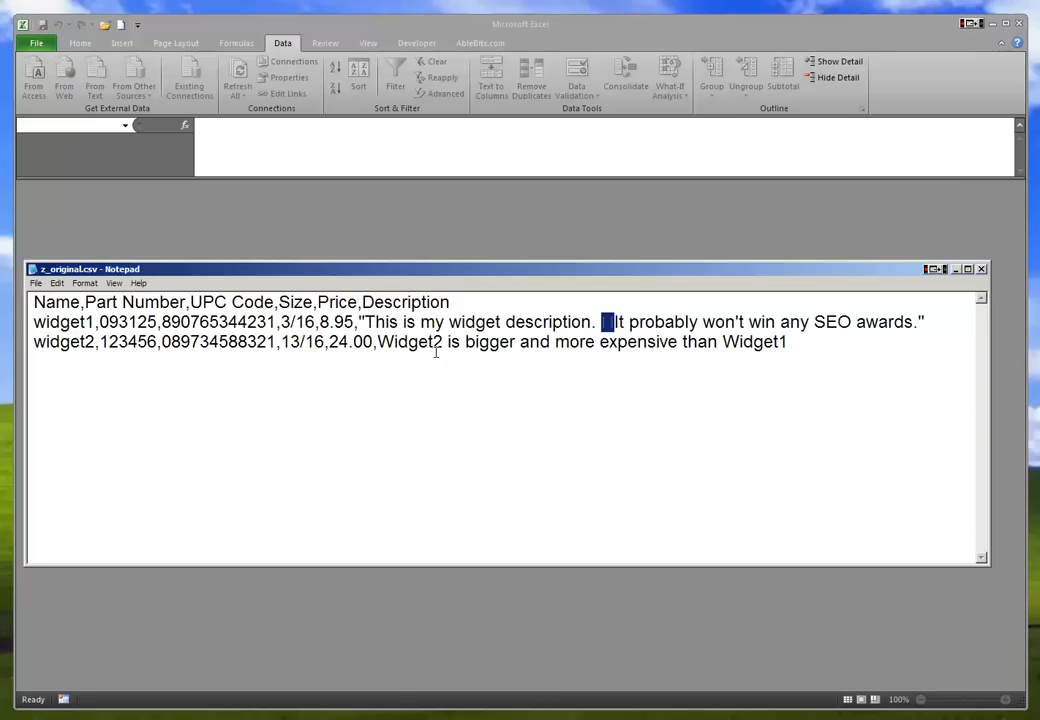 Microsoft Excel
File Home Insert Page Layout Formulas Data Review View Developer AbleBits.com
From Access
From Web
From Text
From Other Sources
Existing Connections
Get External Data
Refresh All
Connections
Properties
Edit Links
Connections
Sort
Filter
Clear
Reapply
Advanced
Sort & Filter
Text to Columns
Remove Duplicates
Data Validation
Consolidate
What-If Analysis
Data Tools
Group
Ungroup
Subtotal
Show Detail
Hide Detail
Outline
fx
z_original.csv - Notepad
File Edit Format View Help
Name,Part Number,UPC Code,Size,Price,Description
widget1,093125,890765344231,3/16,8.95,"This is my widget description. It probably won't win any SEO awards."
widget2,123456,089734588321,13/16,24.00,Widget2 is bigger and more expensive than Widget1
Ready
100%